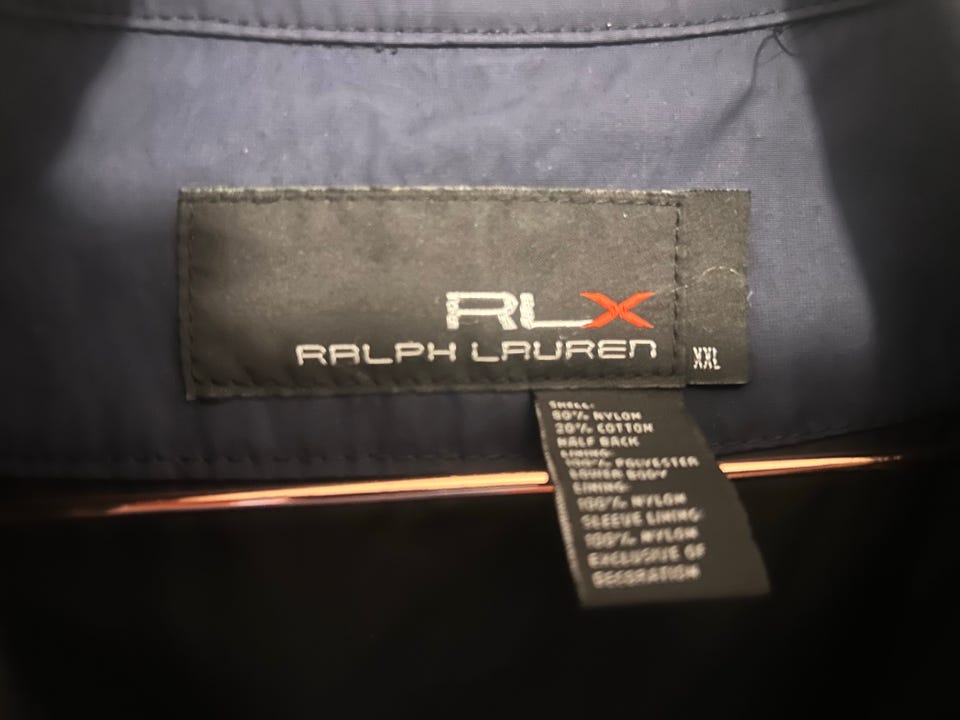 RLX
RALPH LAUREN
XXL
SHELL:
80% NYLON
20% COTTON
HALF BACK
LINING:
100% POLYESTER
LOWER BODY
LINING:
100% NYLON
SLEEVE LINING:
100% NYLON
EXCLUSIVE OF
DECORATION